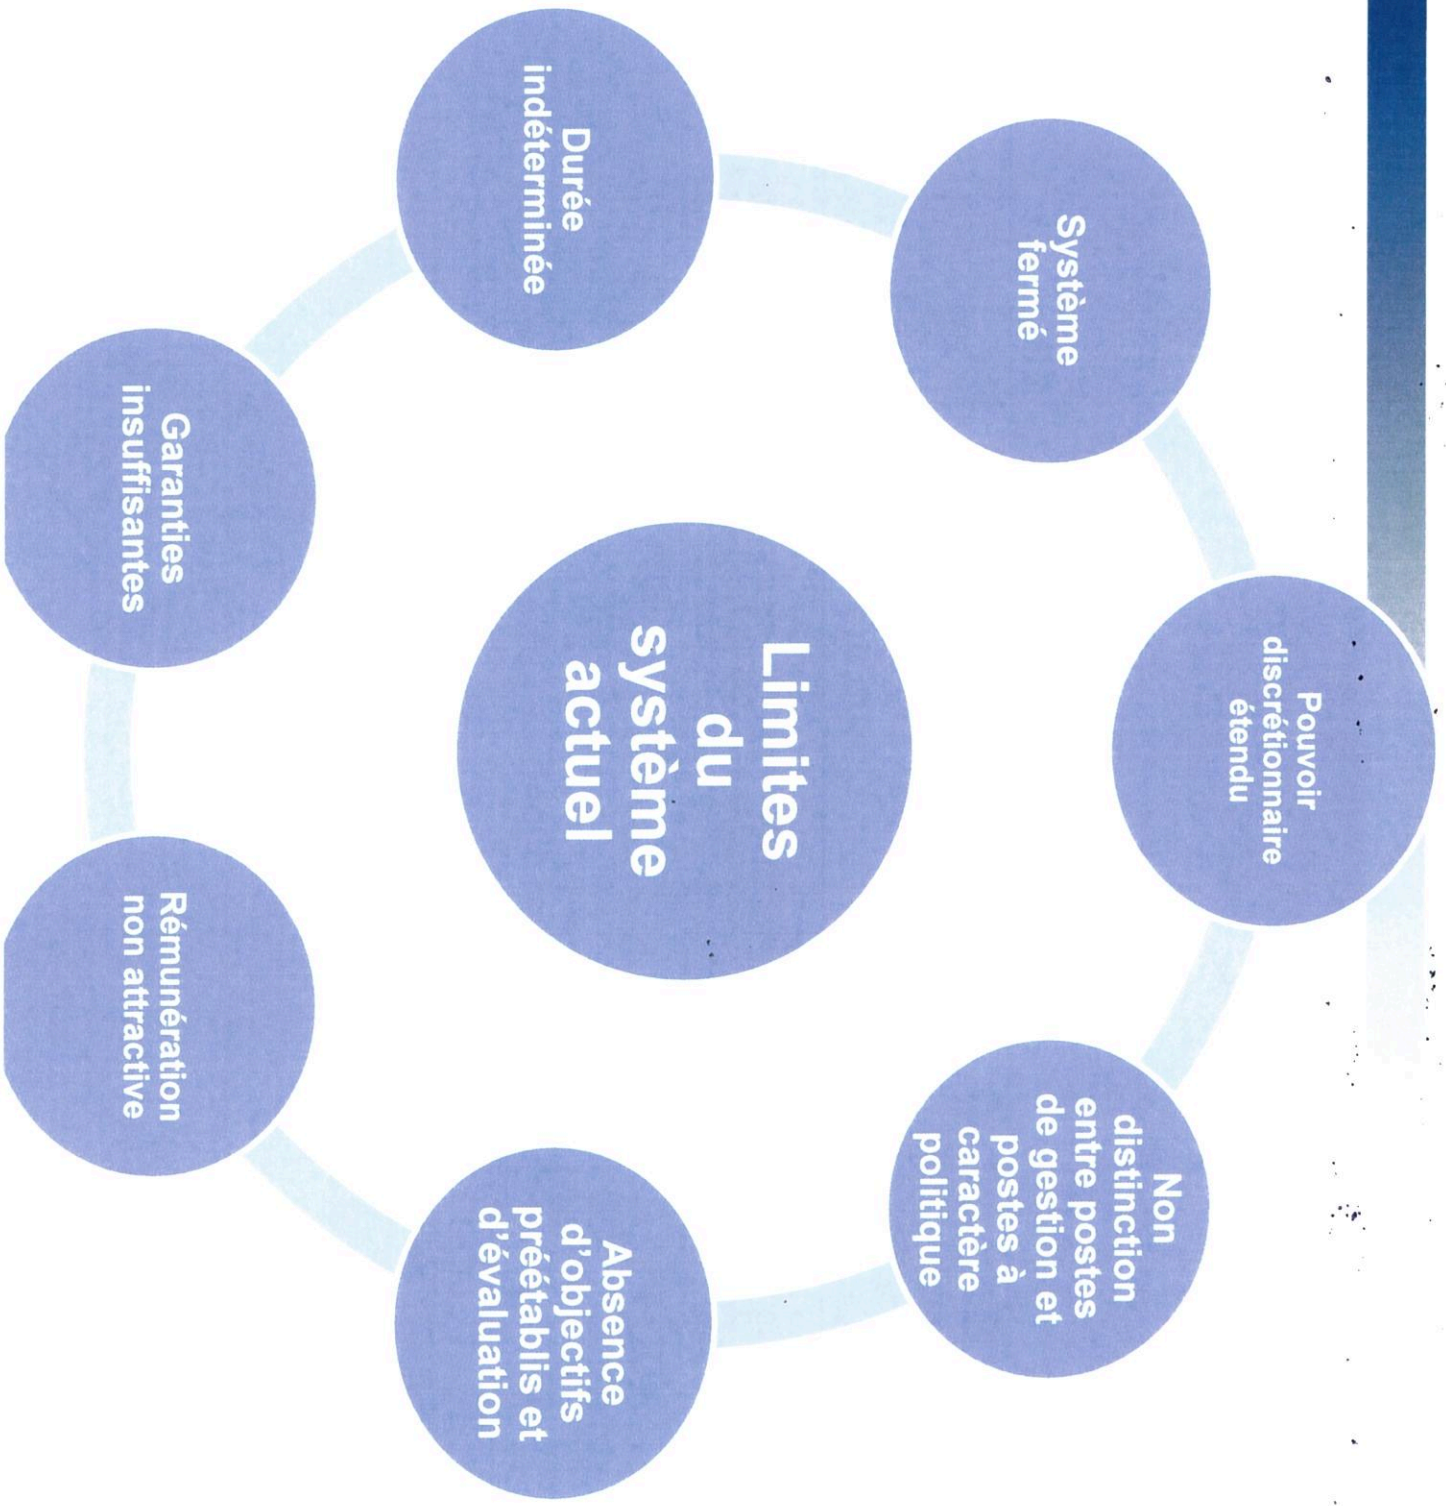 Limites
du
système
actuel
Pouvoir
discrétionnaire
étendu
Non
distinction
entre postes
de gestion et
postes à
caractère
politique
Absence
d'objectifs
préétablis et
d'évaluation
Rémunération
non attractive
Garanties
insuffisantes
Durée
indéterminée
Système
fermé